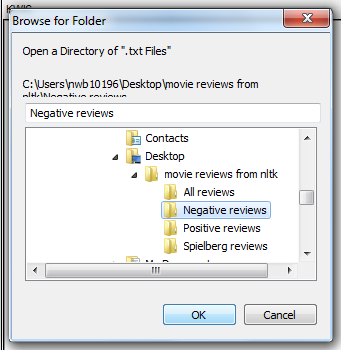 Browse for Folder
Open a Directory of ".txt Files"
C:\Users\nwb10196\Desktop\movie reviews from
nltk\Negative reviews
Negative reviews
Contacts
Desktop
movie reviews from nltk
All reviews
Negative reviews
Positive reviews
Spielberg reviews
OK
Cancel